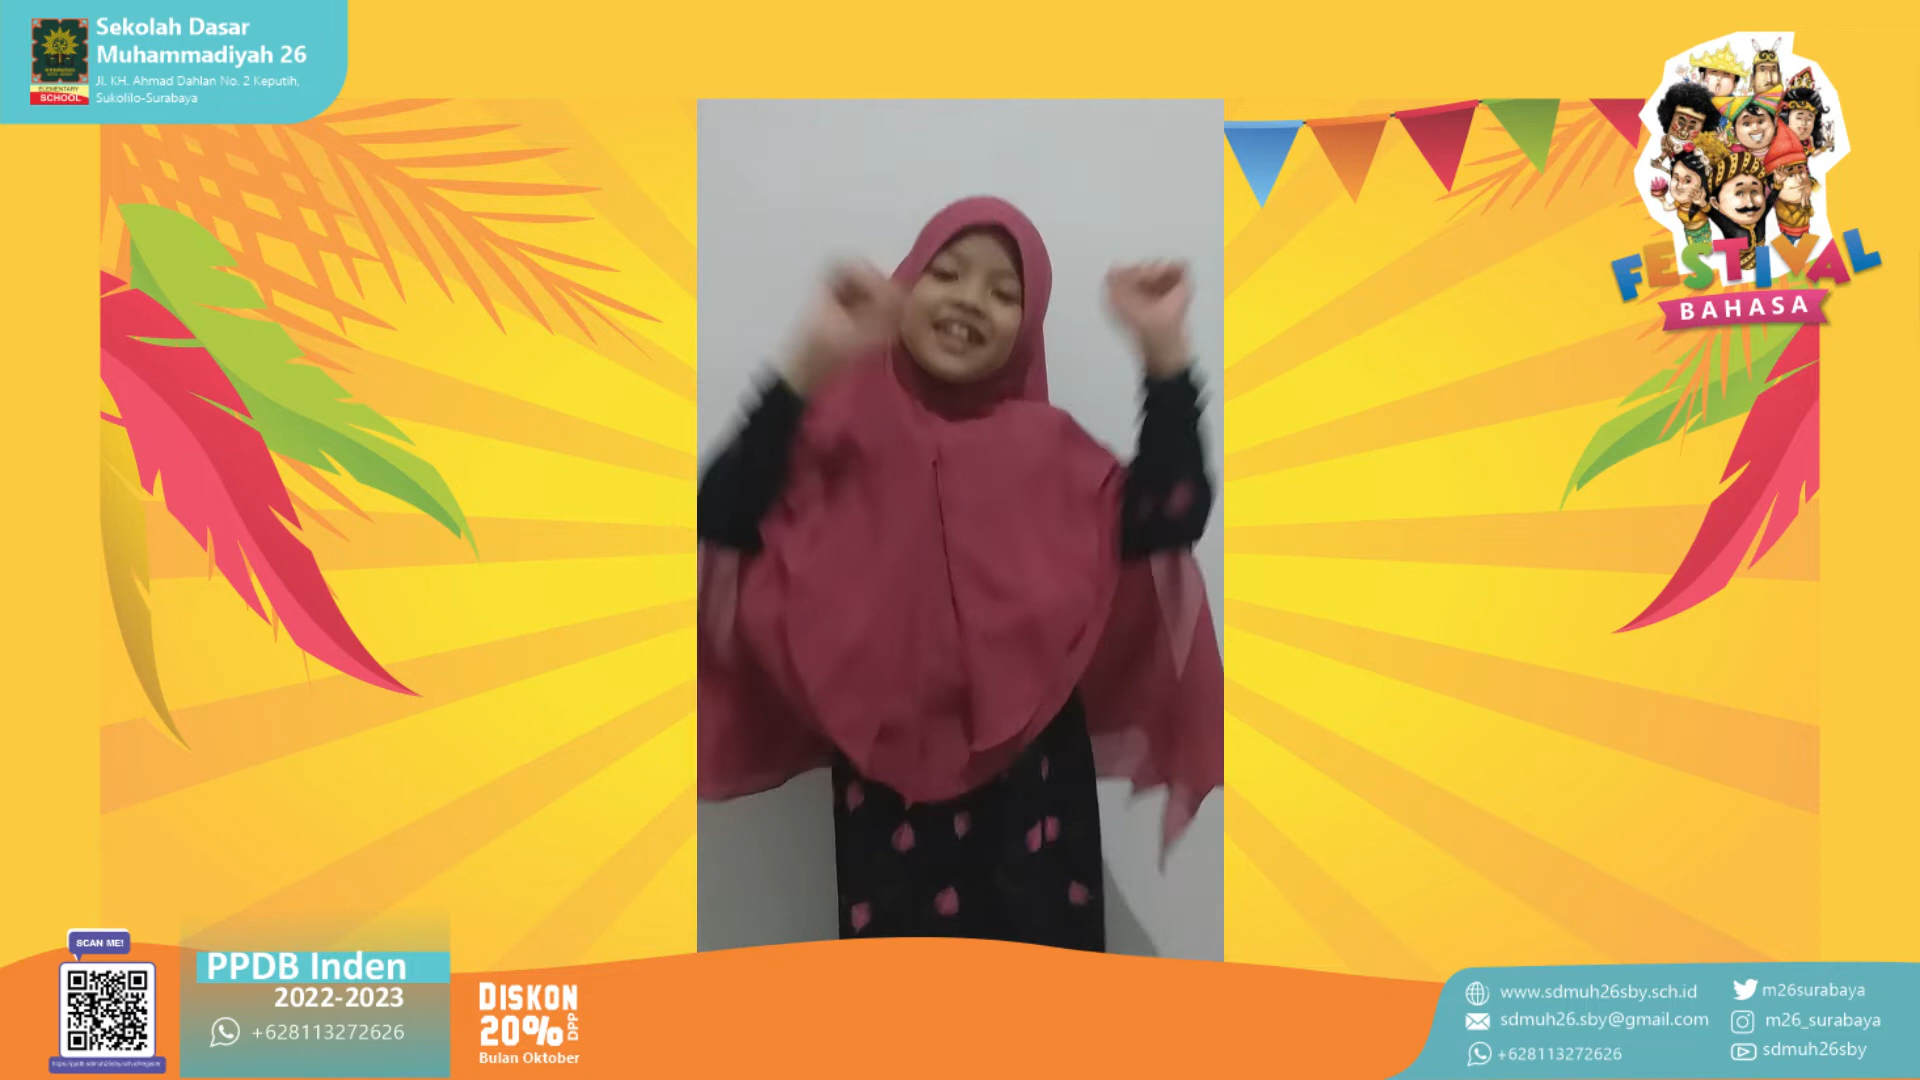 Sekolah Dasar
Muhammadiyah 26
Jl. KH. Ahmad Dahlan No. 2 Keputih,
Sukolilo-Surabaya
ELEMENTARY
SCHOOL
FESTIVAL
BAHASA
SCAN ME!
PPDB Inden
2022-2023
+628113272626
DISKON
20% DPP
Bulan Oktober
www.sdmuh26sby.sch.id
sdmuh26.sby@gmail.com
+628113272626
m26surabaya
m26_surabaya
sdmuh26sby